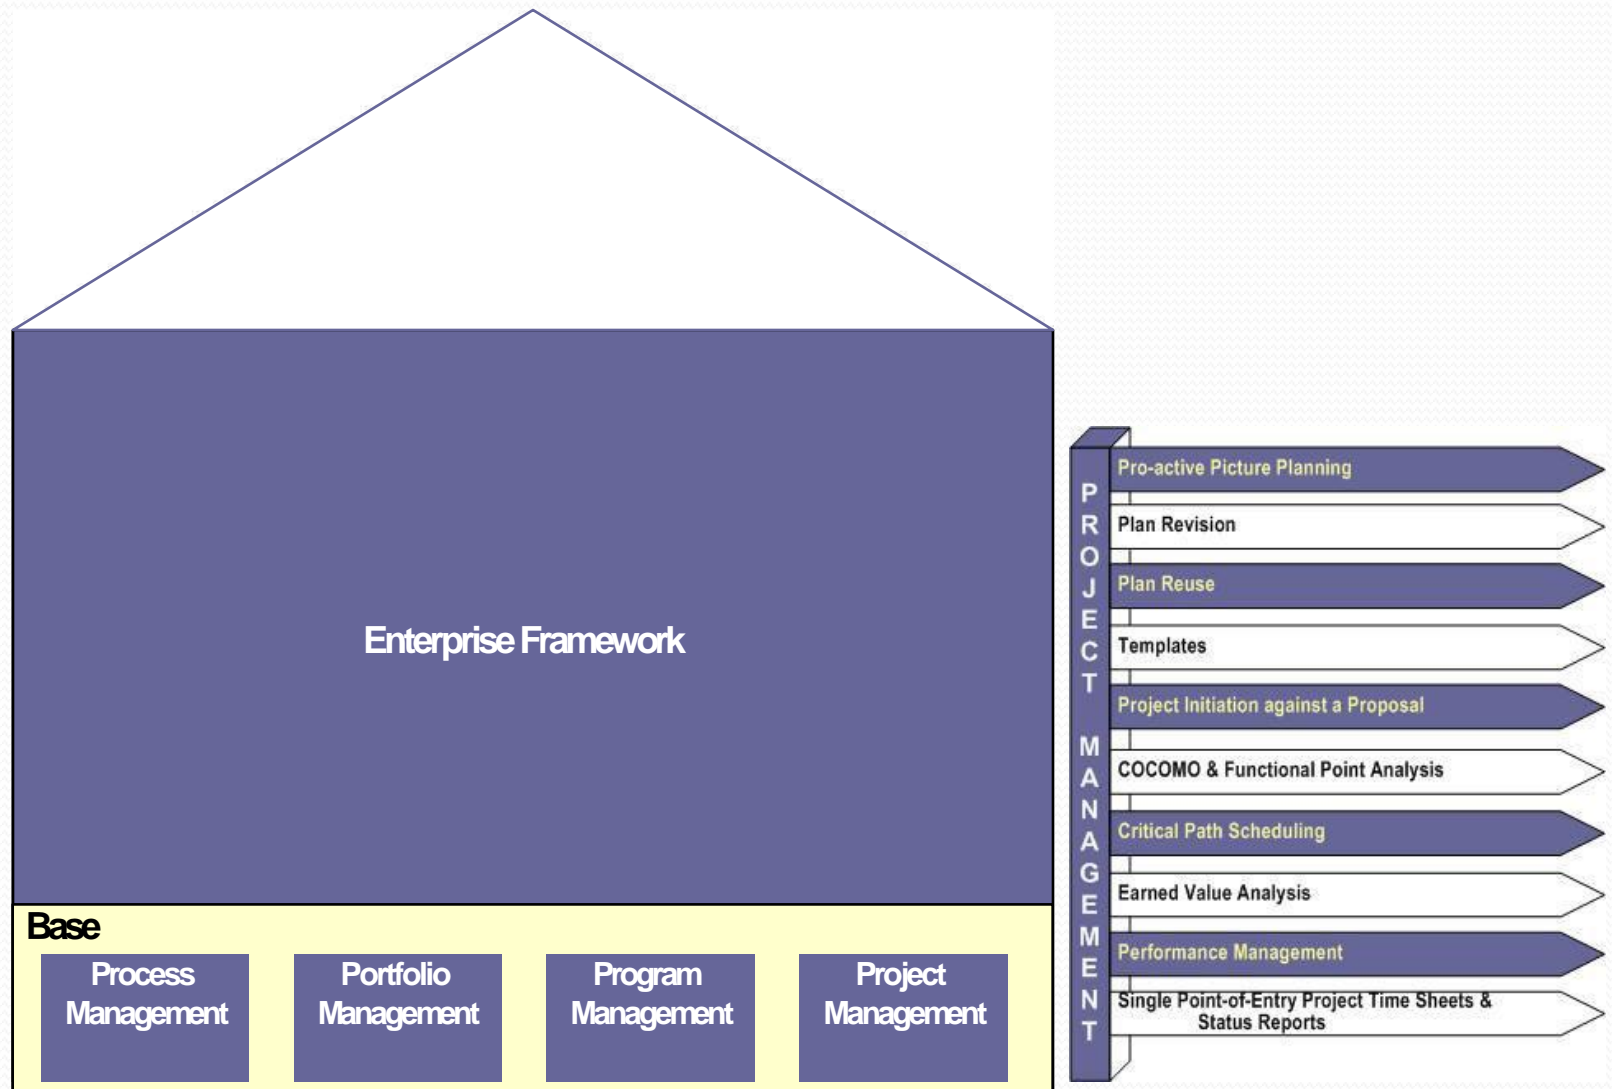 Enterprise Framework
Base
Process
Management
Portfolio
Management
Program
Management
Project
Management
PROJECT MANAGEMENT
Pro-active Picture Planning
Plan Revision
Plan Reuse
Templates
Project Initiation against a Proposal
COCOMO & Functional Point Analysis
Critical Path Scheduling
Earned Value Analysis
Performance Management
Single Point-of-Entry Project Time Sheets &
Status Reports